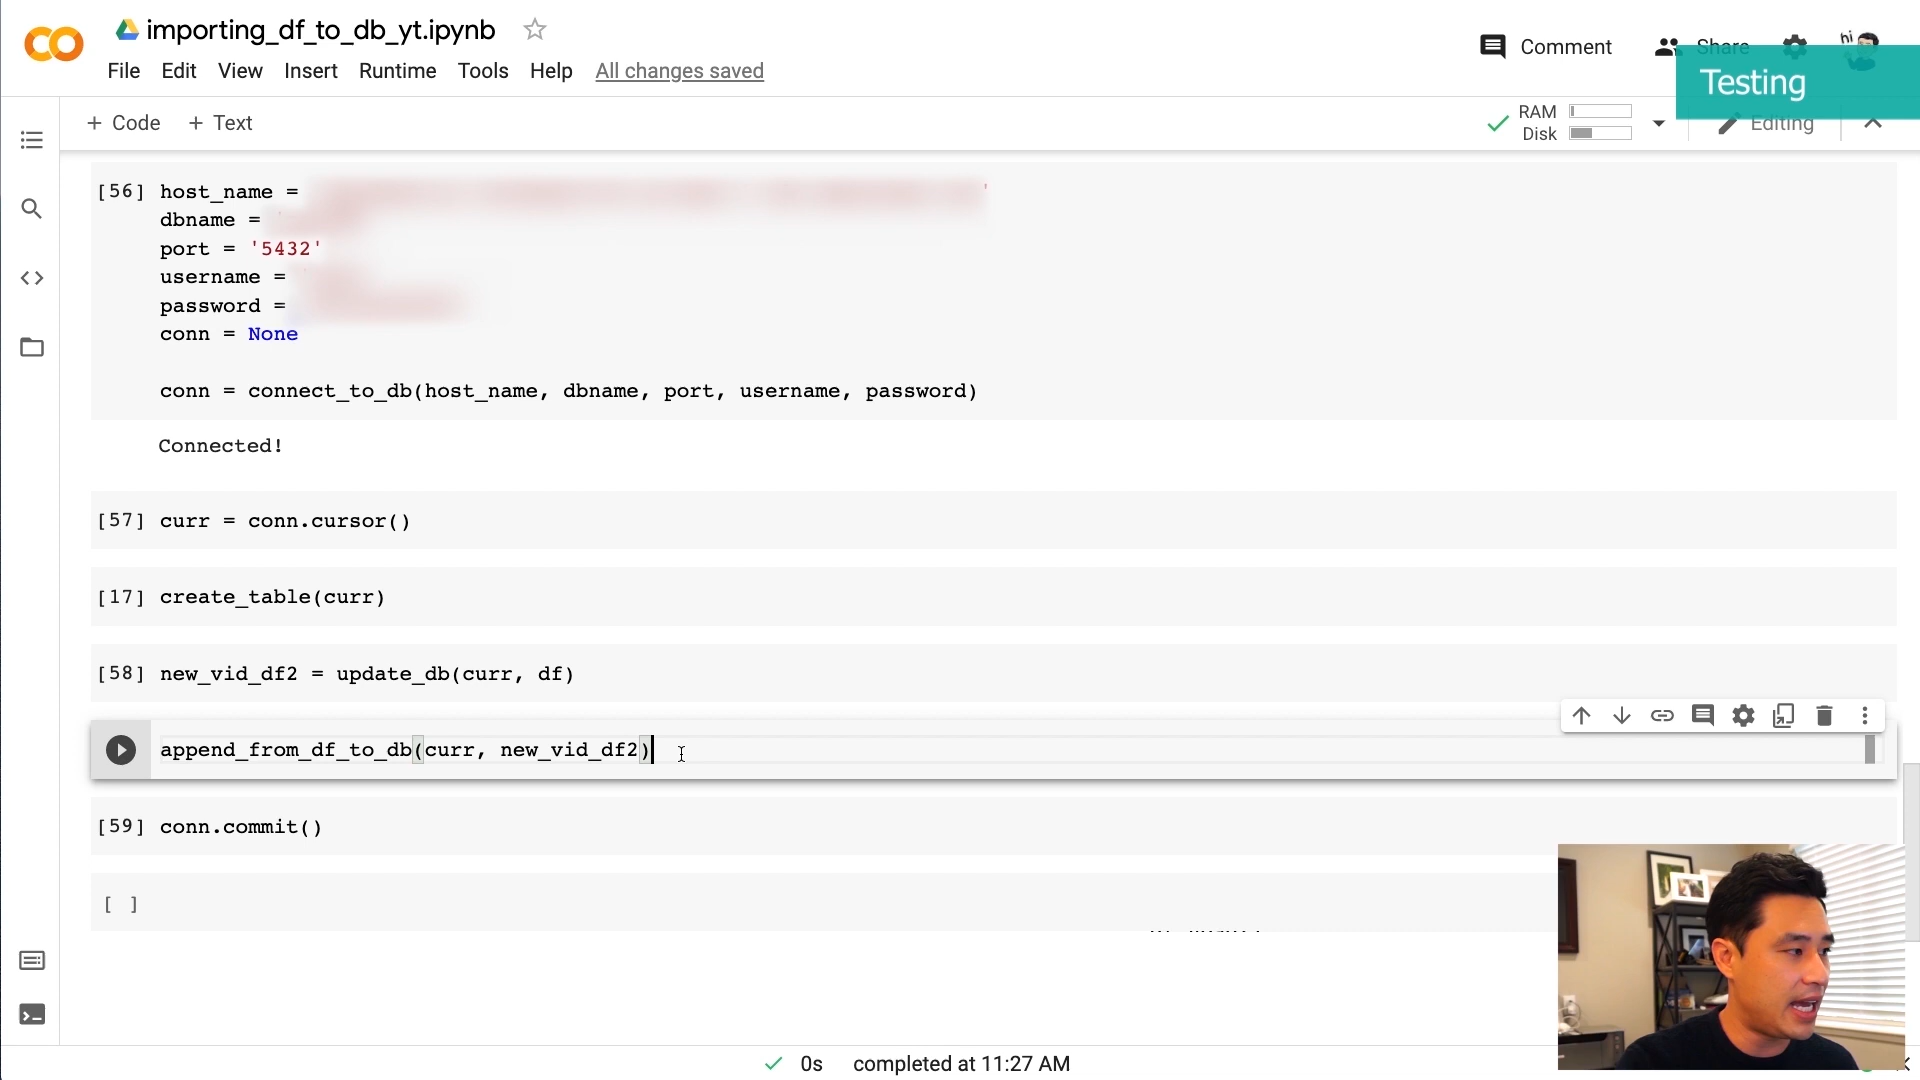 importing_df_to_db_yt.ipynb
File Edit View Insert Runtime Tools Help All changes saved
Comment
Share
hi
Testing
+ Code + Text
RAM
Disk
Editing
[56] host_name =
dbname =
port = '5432'
username =
password =
conn = None
conn = connect_to_db(host_name, dbname, port, username, password)
Connected!
[57] curr = conn.cursor()
[17] create_table(curr)
[58] new_vid_df2 = update_db(curr, df)
append_from_df_to_db(curr, new_vid_df2)
[59] conn.commit()
[ ]
0s completed at 11:27 AM